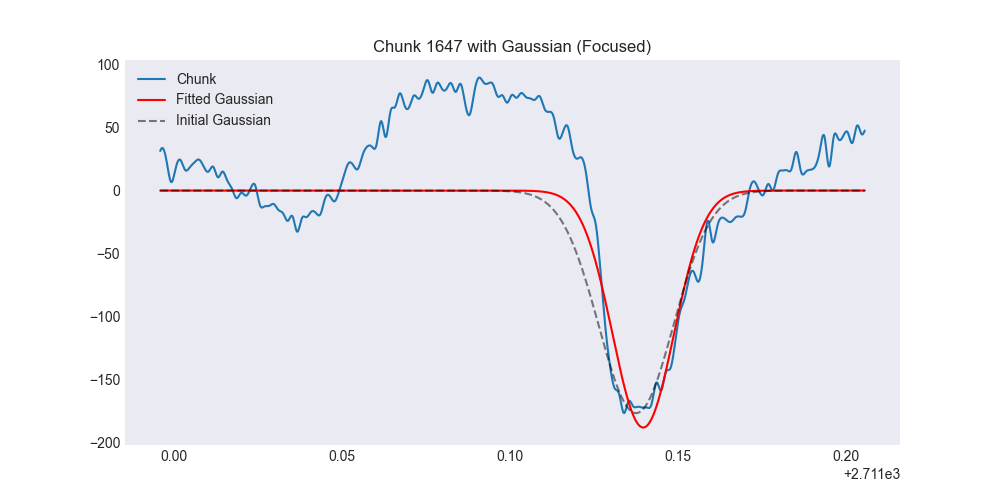 Chunk 1647 with Gaussian (Focused)
Chunk
Fitted Gaussian
Initial Gaussian
100
50
0
−50
−100
−150
−200
0.00 0.05 0.10 0.15 0.20
+2.711e3